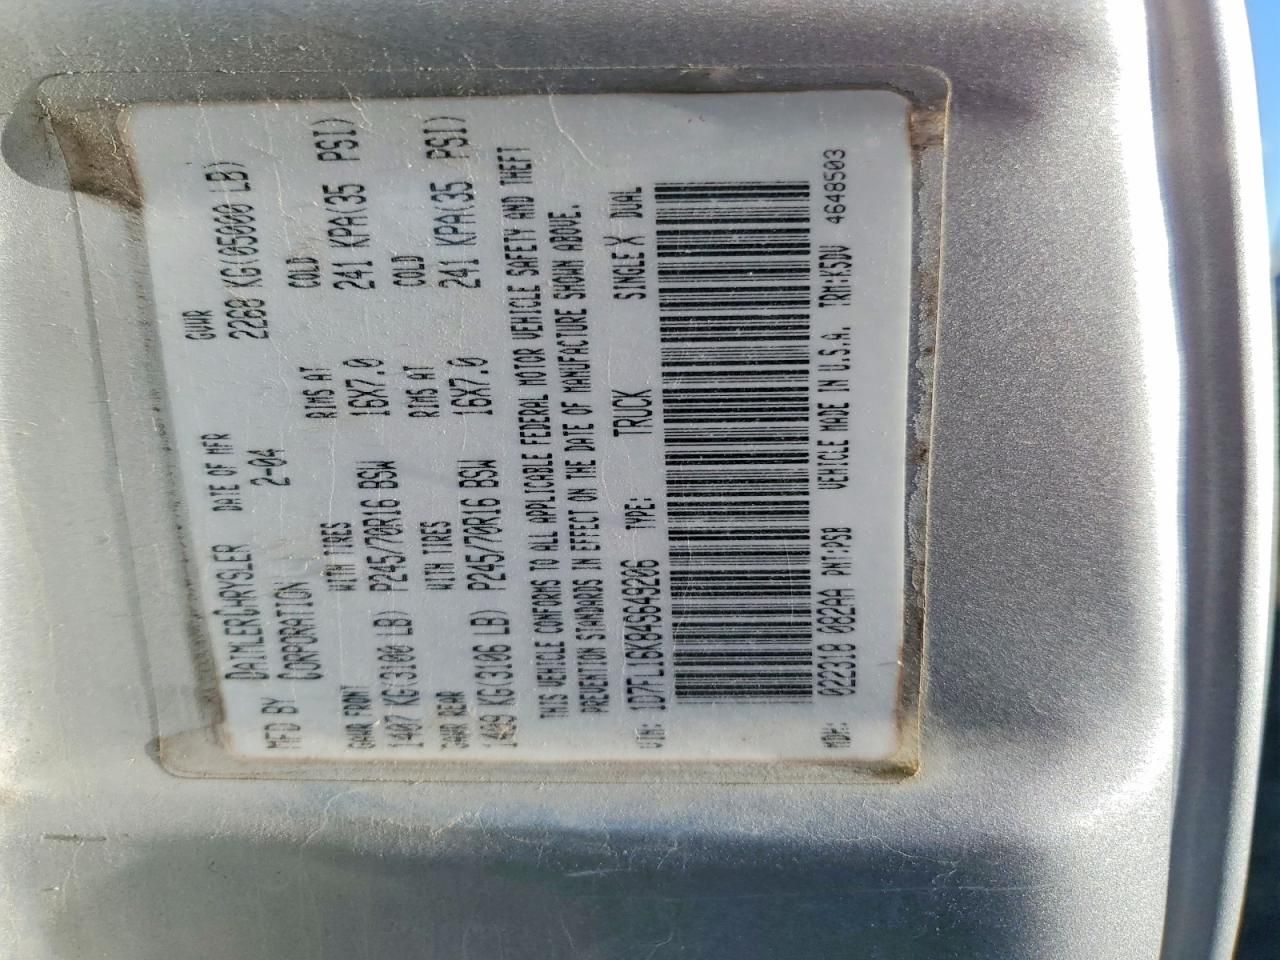 MFD BY DAIMLERCHRYSLER DATE OF MFR GVWR
CORPORATION 2-04 2268 KG(05000 LB)
GAWR FRONT WITH TIRES RIMS AT COLD
1407 KG(3100 LB) P245/70R16 BSW 16X7.0 241 KPA(35 PSI)
GAWR REAR WITH TIRES RIMS AT COLD
1409 KG(3106 LB) P245/70R16 BSW 16X7.0 241 KPA(35 PSI)
THIS VEHICLE CONFORMS TO ALL APPLICABLE FEDERAL MOTOR VEHICLE SAFETY AND THEFT
PREVENTION STANDARDS IN EFFECT ON THE DATE OF MANUFACTURE SHOWN ABOVE.
VIN: 1D7FL16K84S649206 TYPE: TRUCK SINGLE X DUAL
MDH: 022318 082AA PNT:PSB VEHICLE MADE IN U.S.A. TRM:K5DV 4648503